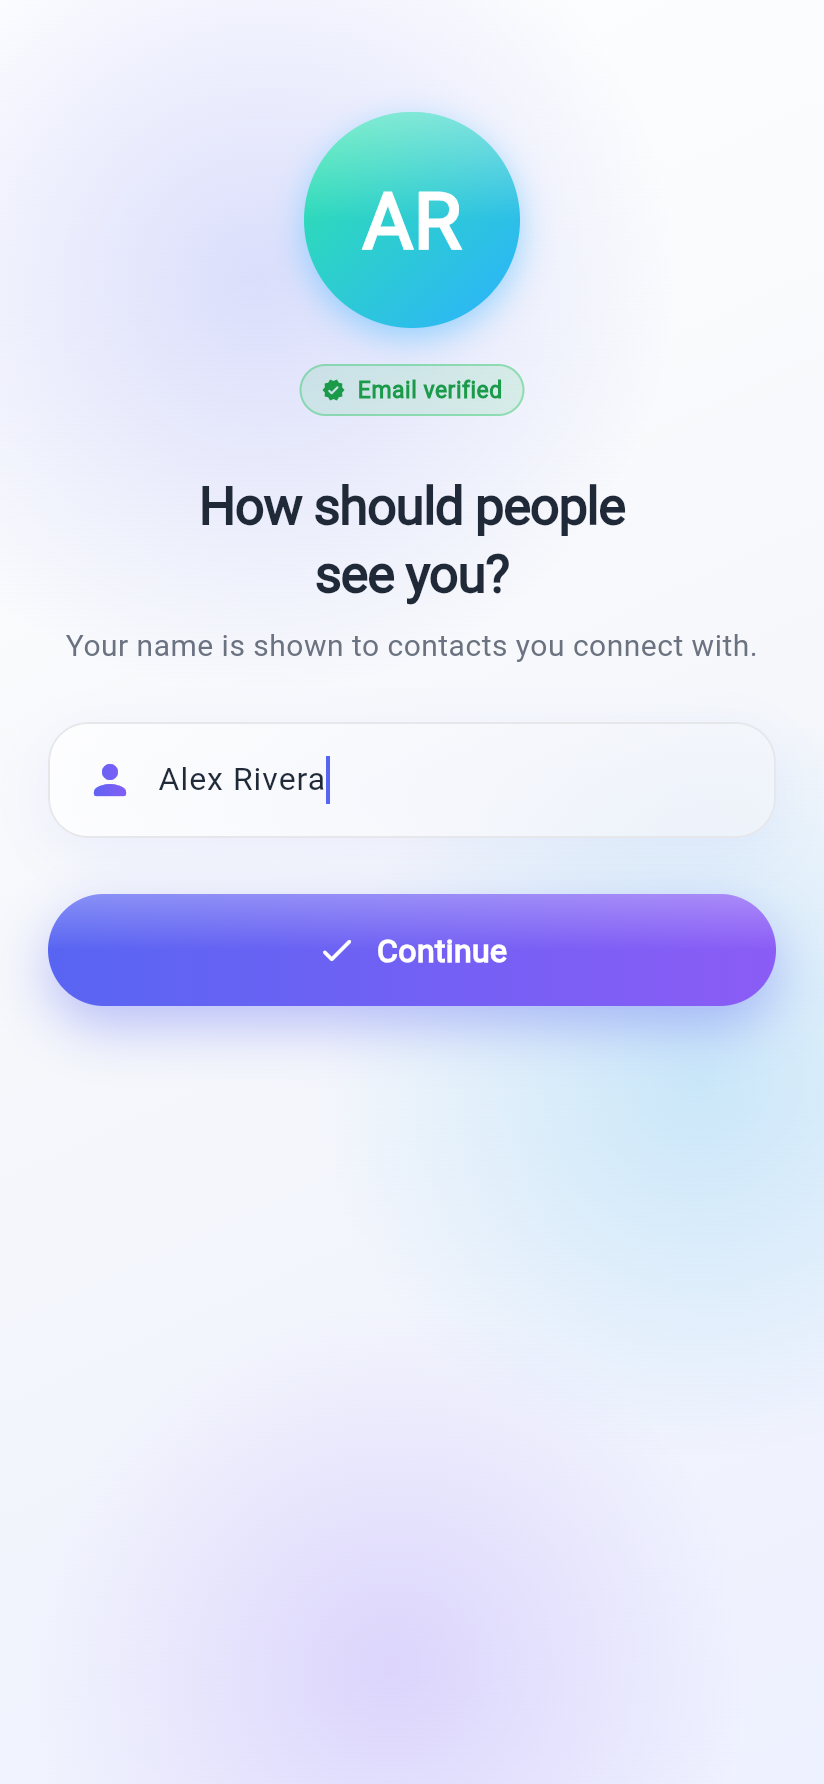 AR
Email verified
How should people
see you?
Your name is shown to contacts you connect with.
Alex Rivera
Continue